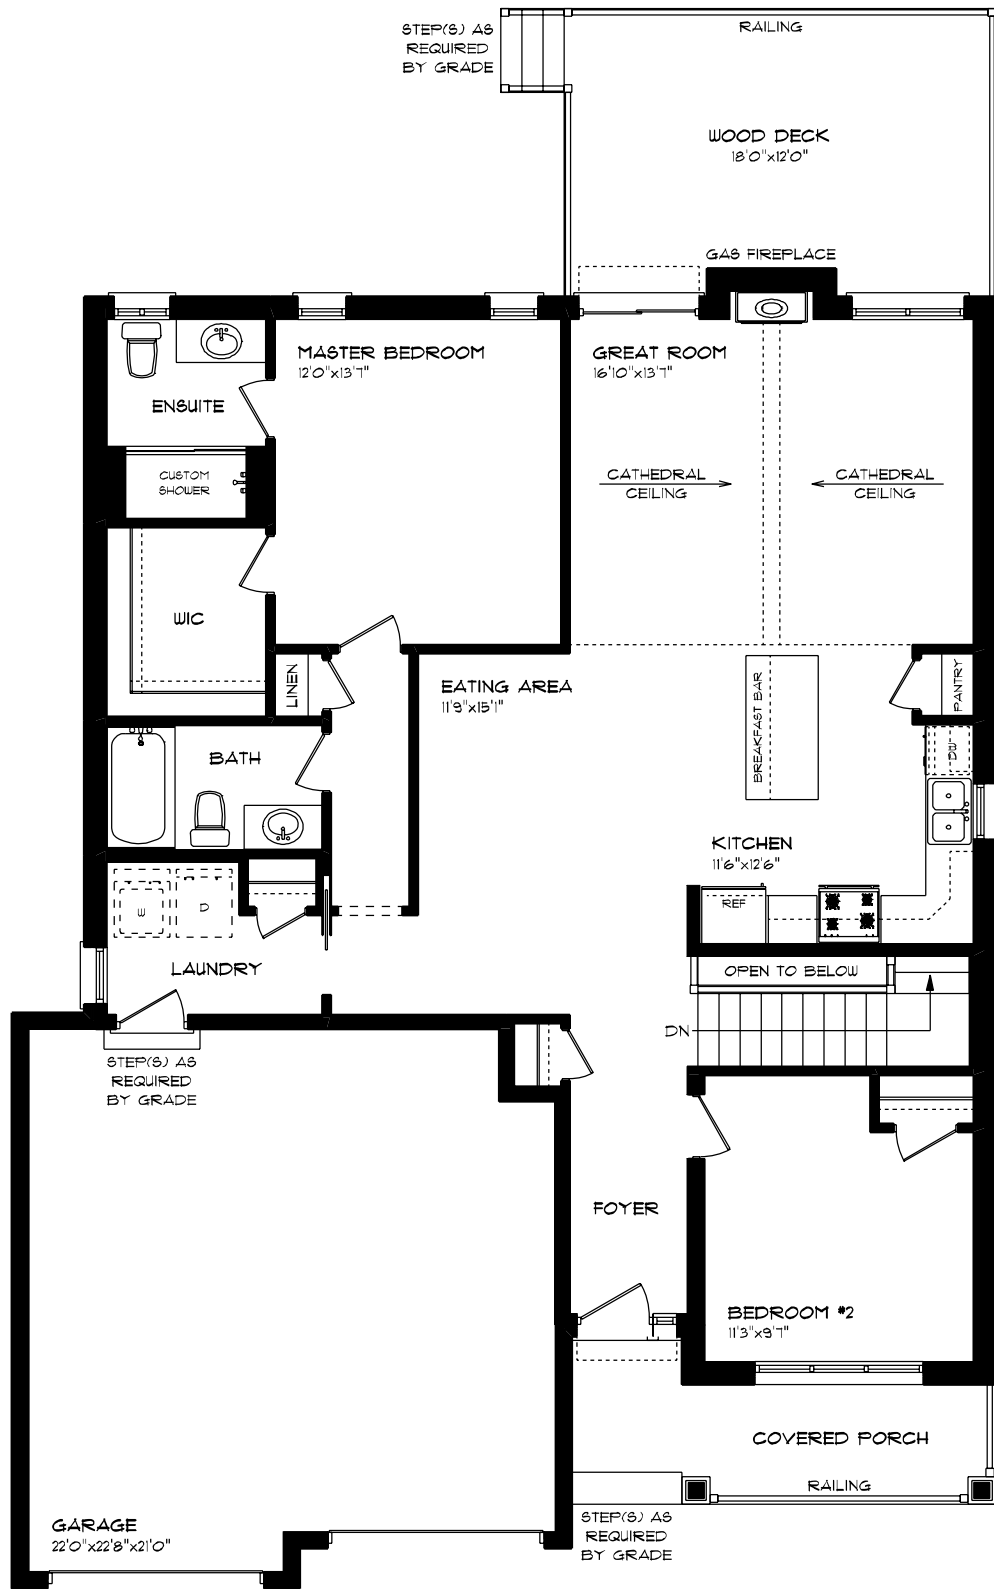 STEP(S) AS
REQUIRED
BY GRADE
RAILING
WOOD DECK
18'0"x12'0"
GAS FIREPLACE
MASTER BEDROOM
12'0"x13'7"
GREAT ROOM
16'10"x13'7"
ENSUITE
CUSTOM
SHOWER
CATHEDRAL
CEILING
CATHEDRAL
CEILING
WIC
LINEN
EATING AREA
11'9"x15'1"
BREAKFAST BAR
PANTRY
BATH
DW
KITCHEN
11'6"x12'6"
REF
W
D
LAUNDRY
OPEN TO BELOW
DN
STEP(S) AS
REQUIRED
BY GRADE
FOYER
BEDROOM #2
11'3"x9'7"
COVERED PORCH
RAILING
GARAGE
22'0"x22'8"x21'0"
STEP(S) AS
REQUIRED
BY GRADE